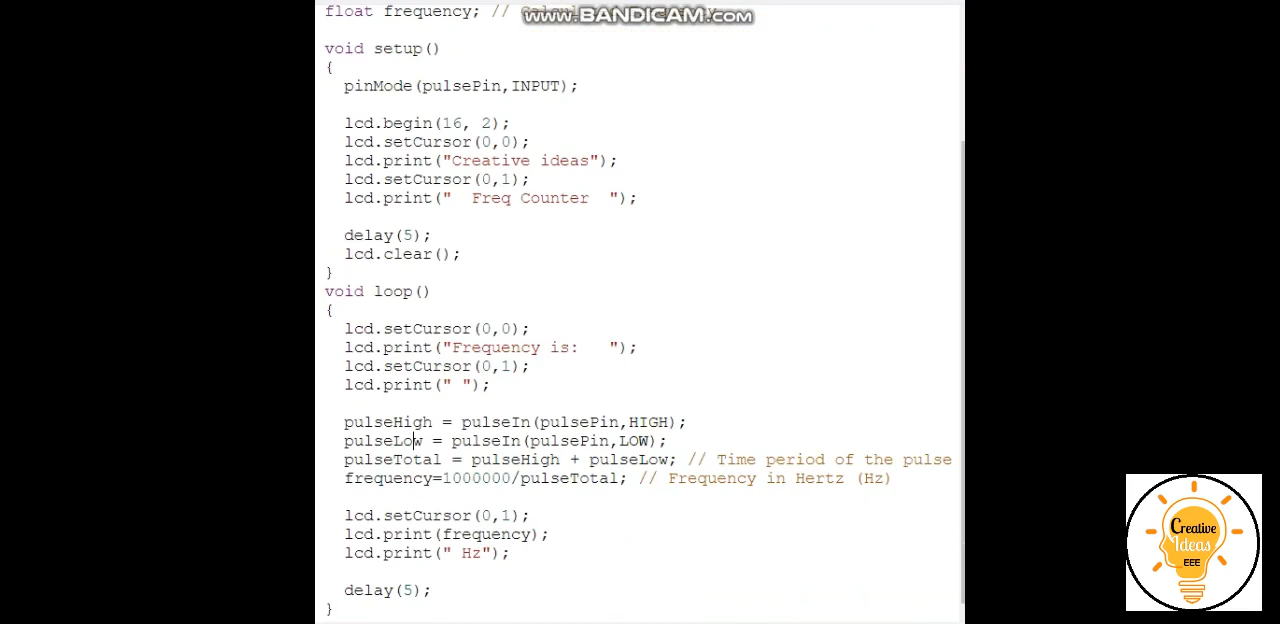 float frequency; //
www.BANDICAM.com
void setup()
{
pinMode(pulsePin,INPUT);
lcd.begin(16, 2);
lcd.setCursor(0,0);
lcd.print("Creative ideas");
lcd.setCursor(0,1);
lcd.print("  Freq Counter  ");
delay(5);
lcd.clear();
}
void loop()
{
lcd.setCursor(0,0);
lcd.print("Frequency is:   ");
lcd.setCursor(0,1);
lcd.print(" ");
pulseHigh = pulseIn(pulsePin,HIGH);
pulseLow = pulseIn(pulsePin,LOW);
pulseTotal = pulseHigh + pulseLow; // Time period of the pulse
frequency=1000000/pulseTotal; // Frequency in Hertz (Hz)
lcd.setCursor(0,1);
lcd.print(frequency);
lcd.print(" Hz");
delay(5);
}
Creative
Ideas
EEE